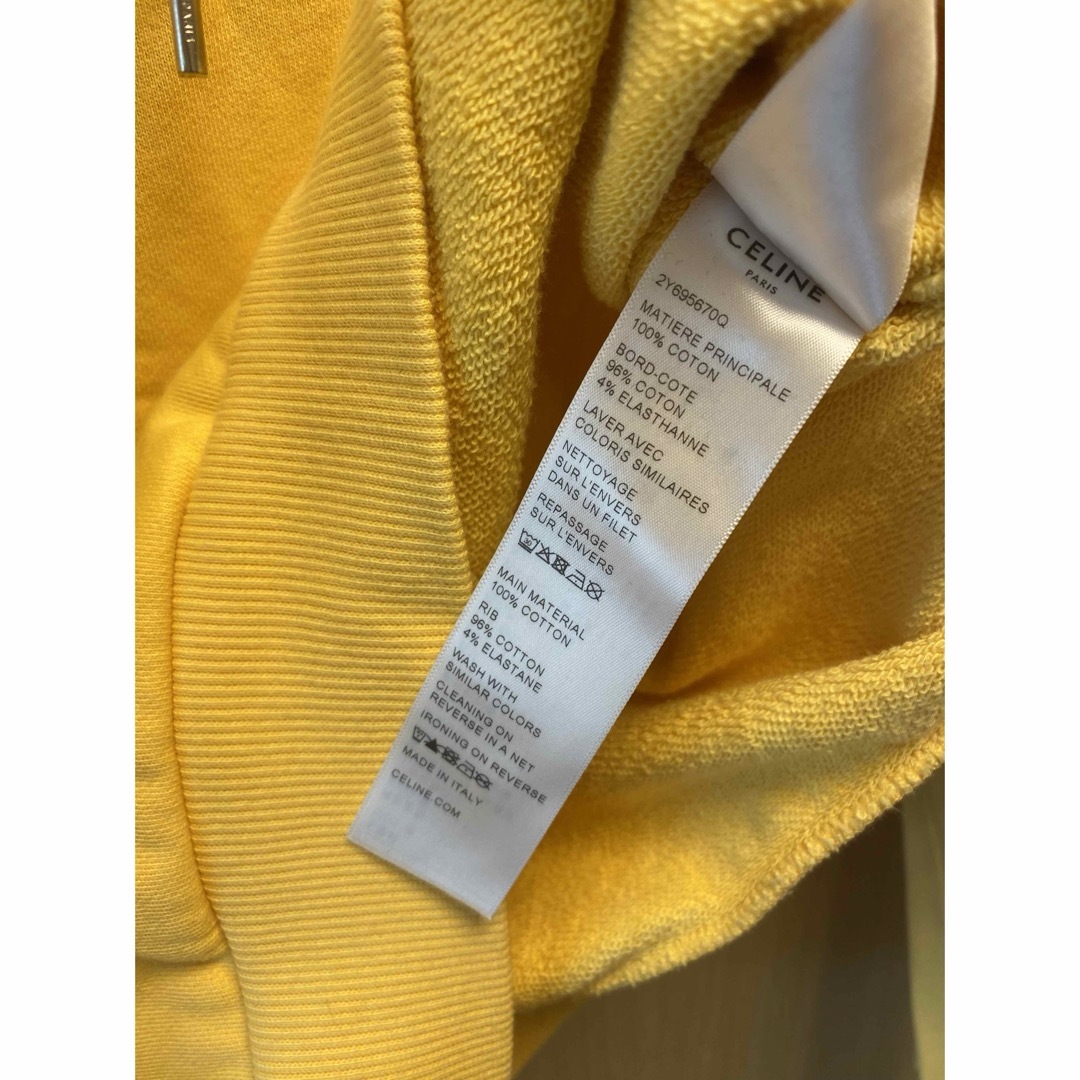 CELINE
PARIS
2Y695670Q
MATIERE PRINCIPALE
100% COTON
BORD-COTE
96% COTON
4% ELASTHANNE
LAVER AVEC
COLORIS SIMILAIRES
NETTOYAGE
SUR L'ENVERS
DANS UN FILET
REPASSAGE
SUR L'ENVERS
30
MAIN MATERIAL
100% COTTON
RIB
96% COTTON
4% ELASTANE
WASH WITH
SIMILAR COLORS
CLEANING ON
REVERSE IN A NET
IRONING ON REVERSE
MADE IN ITALY
CELINE.COM